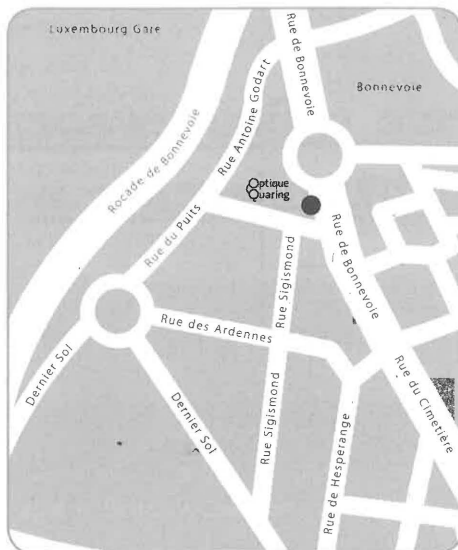 Luxembourg Gare
Rue de Bonnevoie
Bonnevoie
Rue Antoine Godart
Rocade de Bonnevoie
Optique
Quaring
Rue du Puits
Rue de Bonnevoie
Rue Sigismond
Rue des Ardennes
Dernier Sol
Dernier Sol
Rue Sigismond
Rue de Hesperange
Rue du Cimetière